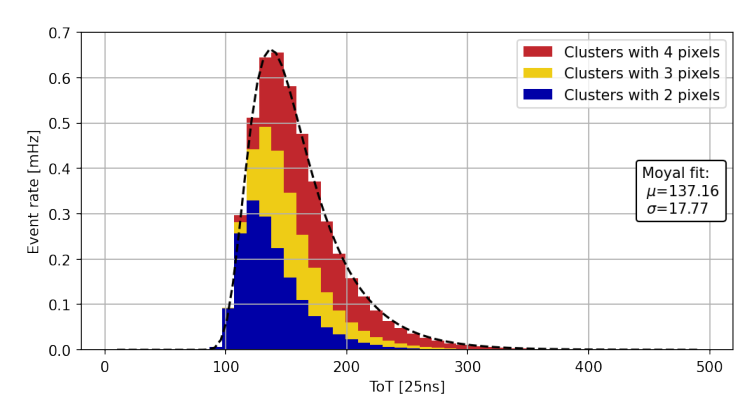 0.7
0.6
0.5
0.4
0.3
0.2
0.1
0.0
Event rate [mHz]
Clusters with 4 pixels
Clusters with 3 pixels
Clusters with 2 pixels
Moyal fit:
μ=137.16
σ=17.77
0 100 200 300 400 500
ToT [25ns]